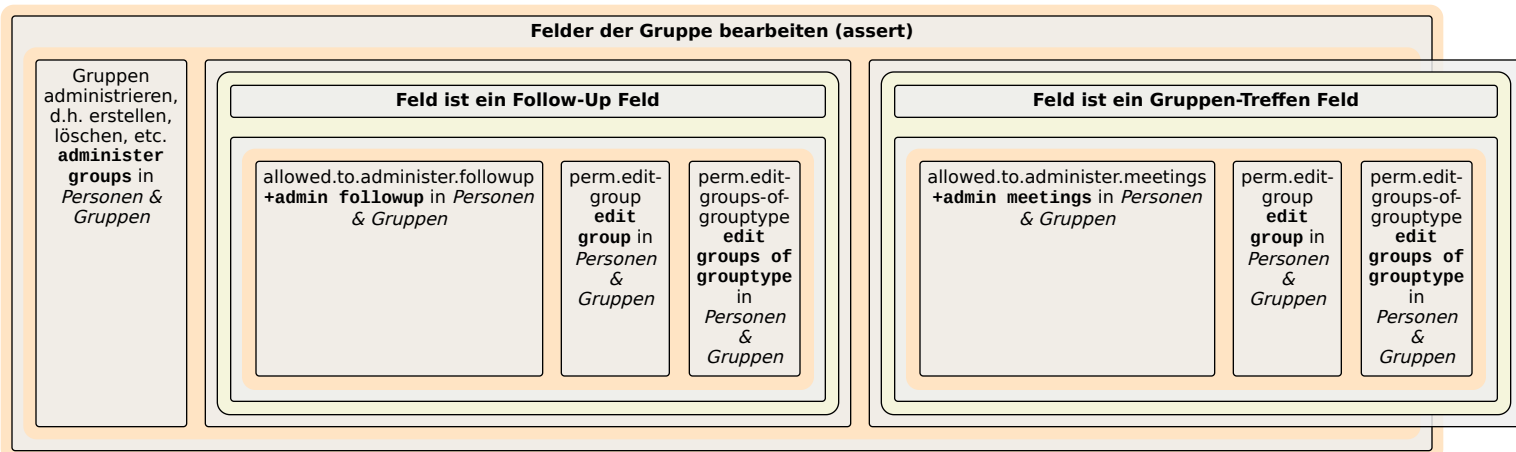 Felder der Gruppe bearbeiten (assert)
Gruppen
administrieren,
d.h. erstellen,
löschen, etc.
administer
groups in
Personen &
Gruppen
Feld ist ein Follow-Up Feld
allowed.to.administer.followup
+admin followup in Personen
& Gruppen
perm.edit-
group
edit
group in
Personen
&
Gruppen
perm.edit-
groups-of-
grouptype
edit
groups of
grouptype
in
Personen
&
Gruppen
Feld ist ein Gruppen-Treffen Feld
allowed.to.administer.meetings
+admin meetings in Personen
& Gruppen
perm.edit-
group
edit
group in
Personen
&
Gruppen
perm.edit-
groups-of-
grouptype
edit
groups of
grouptype
in
Personen
&
Gruppen